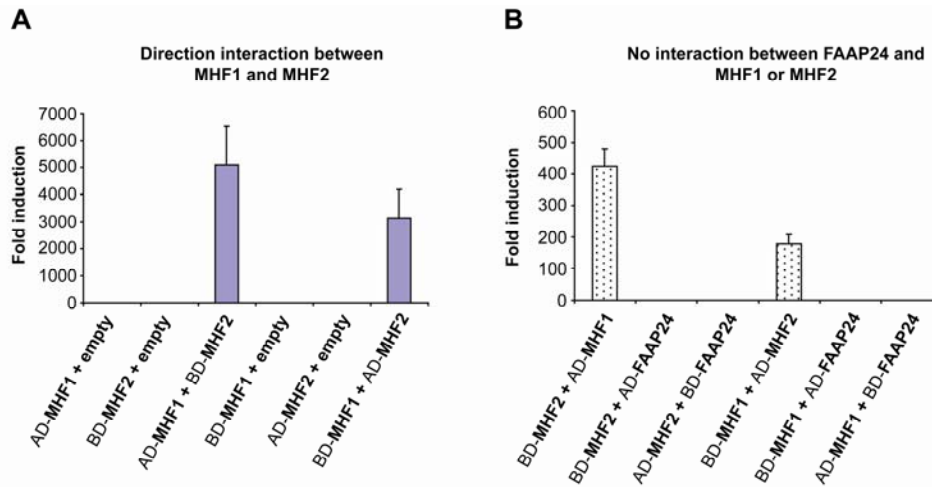 A
Direction interaction between
MHF1 and MHF2
Fold induction
7000
6000
5000
4000
3000
2000
1000
0
AD-MHF1 + empty
BD-MHF2 + empty
AD-MHF1 + BD-MHF2
BD-MHF1 + empty
AD-MHF2 + empty
BD-MHF1 + AD-MHF2
B
No interaction between FAAP24 and
MHF1 or MHF2
Fold induction
600
500
400
300
200
100
0
BD-MHF2 + AD-MHF1
BD-MHF2 + AD-FAAP24
AD-MHF2 + BD-FAAP24
BD-MHF1 + AD-MHF2
BD-MHF1 + AD-FAAP24
AD-MHF1 + BD-FAAP24